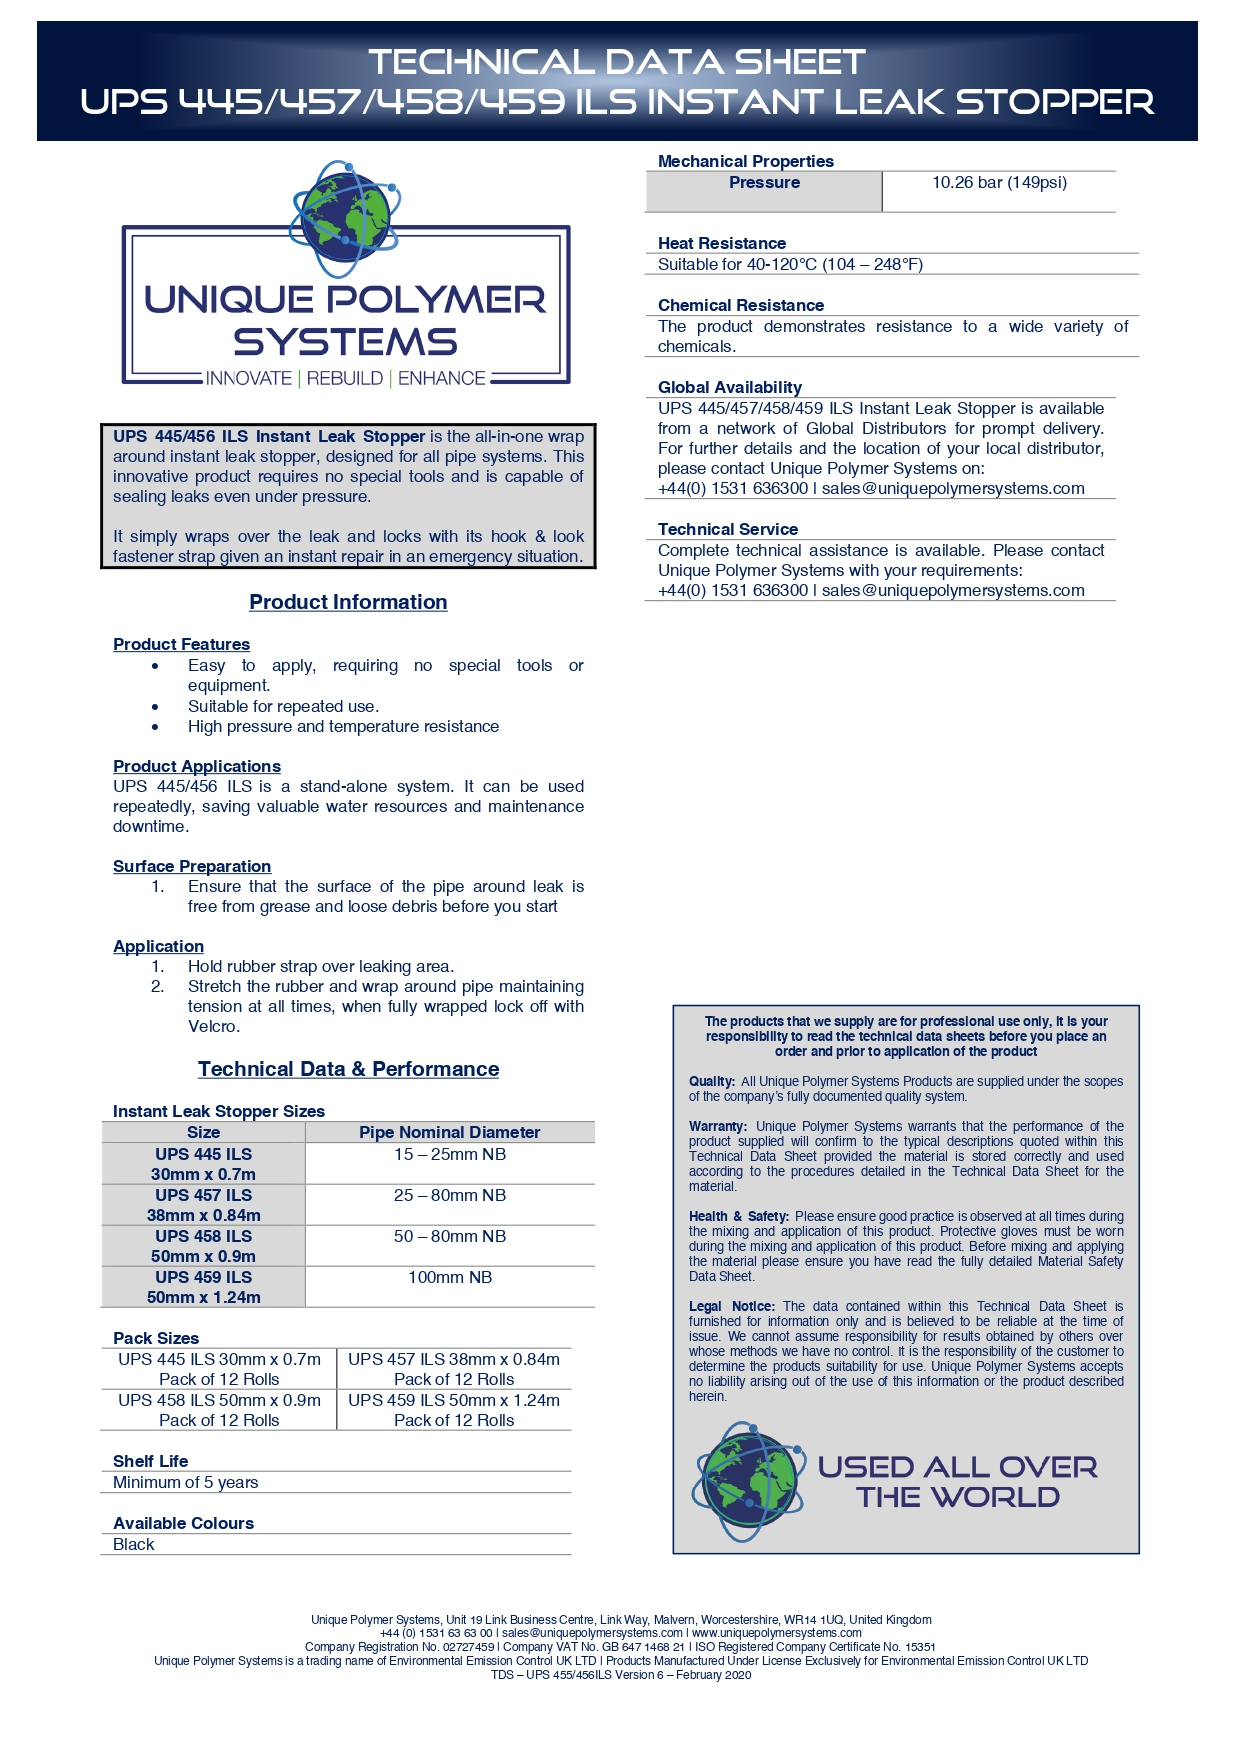 TECHNICAL DATA SHEET
UPS 445/457/458/459 ILS INSTANT LEAK STOPPER
UNIQUE POLYMER
SYSTEMS
INNOVATE | REBUILD | ENHANCE
UPS 445/456 ILS Instant Leak Stopper is the all-in-one wrap
around instant leak stopper, designed for all pipe systems. This
innovative product requires no special tools and is capable of
sealing leaks even under pressure.
It simply wraps over the leak and locks with its hook & look
fastener strap given an instant repair in an emergency situation.
Product Information
Product Features
• Easy to apply, requiring no special tools or
equipment.
• Suitable for repeated use.
• High pressure and temperature resistance
Product Applications
UPS 445/456 ILS is a stand-alone system. It can be used
repeatedly, saving valuable water resources and maintenance
downtime.
Surface Preparation
1. Ensure that the surface of the pipe around leak is
free from grease and loose debris before you start
Application
1. Hold rubber strap over leaking area.
2. Stretch the rubber and wrap around pipe maintaining
tension at all times, when fully wrapped lock off with
Velcro.
Technical Data & Performance
Instant Leak Stopper Sizes
Size Pipe Nominal Diameter
UPS 445 ILS 15 – 25mm NB
30mm x 0.7m
UPS 457 ILS 25 – 80mm NB
38mm x 0.84m
UPS 458 ILS 50 – 80mm NB
50mm x 0.9m
UPS 459 ILS 100mm NB
50mm x 1.24m
Pack Sizes
UPS 445 ILS 30mm x 0.7m UPS 457 ILS 38mm x 0.84m
Pack of 12 Rolls Pack of 12 Rolls
UPS 458 ILS 50mm x 0.9m UPS 459 ILS 50mm x 1.24m
Pack of 12 Rolls Pack of 12 Rolls
Shelf Life
Minimum of 5 years
Available Colours
Black
Mechanical Properties
Pressure 10.26 bar (149psi)
Heat Resistance
Suitable for 40-120°C (104 – 248°F)
Chemical Resistance
The product demonstrates resistance to a wide variety of
chemicals.
Global Availability
UPS 445/457/458/459 ILS Instant Leak Stopper is available
from a network of Global Distributors for prompt delivery.
For further details and the location of your local distributor,
please contact Unique Polymer Systems on:
+44(0) 1531 636300 | sales@uniquepolymersystems.com
Technical Service
Complete technical assistance is available. Please contact
Unique Polymer Systems with your requirements:
+44(0) 1531 636300 | sales@uniquepolymersystems.com
The products that we supply are for professional use only, it is your
responsibility to read the technical data sheets before you place an
order and prior to application of the product
Quality: All Unique Polymer Systems Products are supplied under the scopes
of the company's fully documented quality system.
Warranty: Unique Polymer Systems warrants that the performance of the
product supplied will confirm to the typical descriptions quoted within this
Technical Data Sheet provided the material is stored correctly and used
according to the procedures detailed in the Technical Data Sheet for the
material.
Health & Safety: Please ensure good practice is observed at all times during
the mixing and application of this product. Protective gloves must be worn
during the mixing and application of this product. Before mixing and applying
the material please ensure you have read the fully detailed Material Safety
Data Sheet.
Legal Notice: The data contained within this Technical Data Sheet is
furnished for information only and is believed to be reliable at the time of
issue. We cannot assume responsibility for results obtained by others over
whose methods we have no control. It is the responsibility of the customer to
determine the products suitability for use. Unique Polymer Systems accepts
no liability arising out of the use of this information or the product described
herein.
USED ALL OVER
THE WORLD
Unique Polymer Systems, Unit 19 Link Business Centre, Link Way, Malvern, Worcestershire, WR14 1UQ, United Kingdom
+44 (0) 1531 63 63 00 | sales@uniquepolymersystems.com | www.uniquepolymersystems.com
Company Registration No. 02727459 | Company VAT No. GB 647 1468 21 | ISO Registered Company Certificate No. 15351
Unique Polymer Systems is a trading name of Environmental Emission Control UK LTD | Products Manufactured Under License Exclusively for Environmental Emission Control UK LTD
TDS – UPS 455/456ILS Version 6 – February 2020